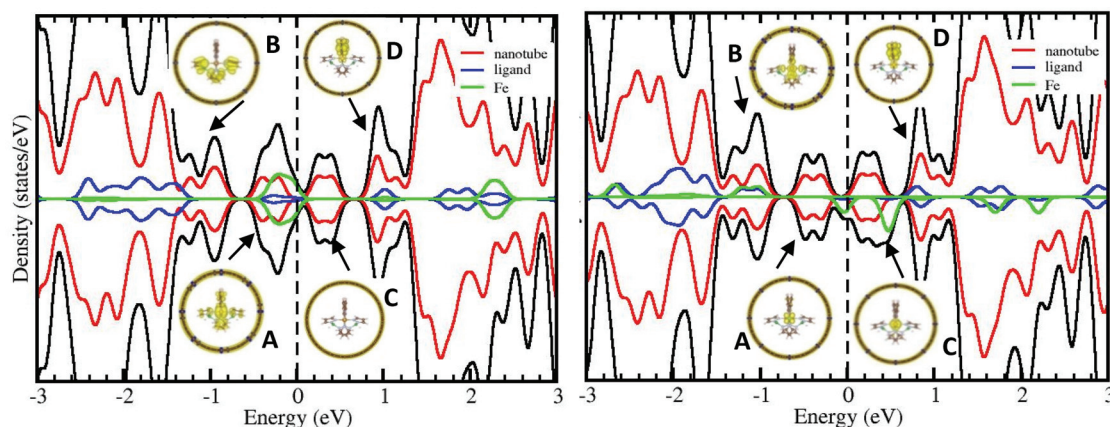 Density (states/eV)
B
D
nanotube
ligand
Fe
A
C
-3 -2 -1 0 1 2 3
Energy (eV)
B
D
nanotube
ligand
Fe
A
C
-3 -2 -1 0 1 2 3
Energy (eV)